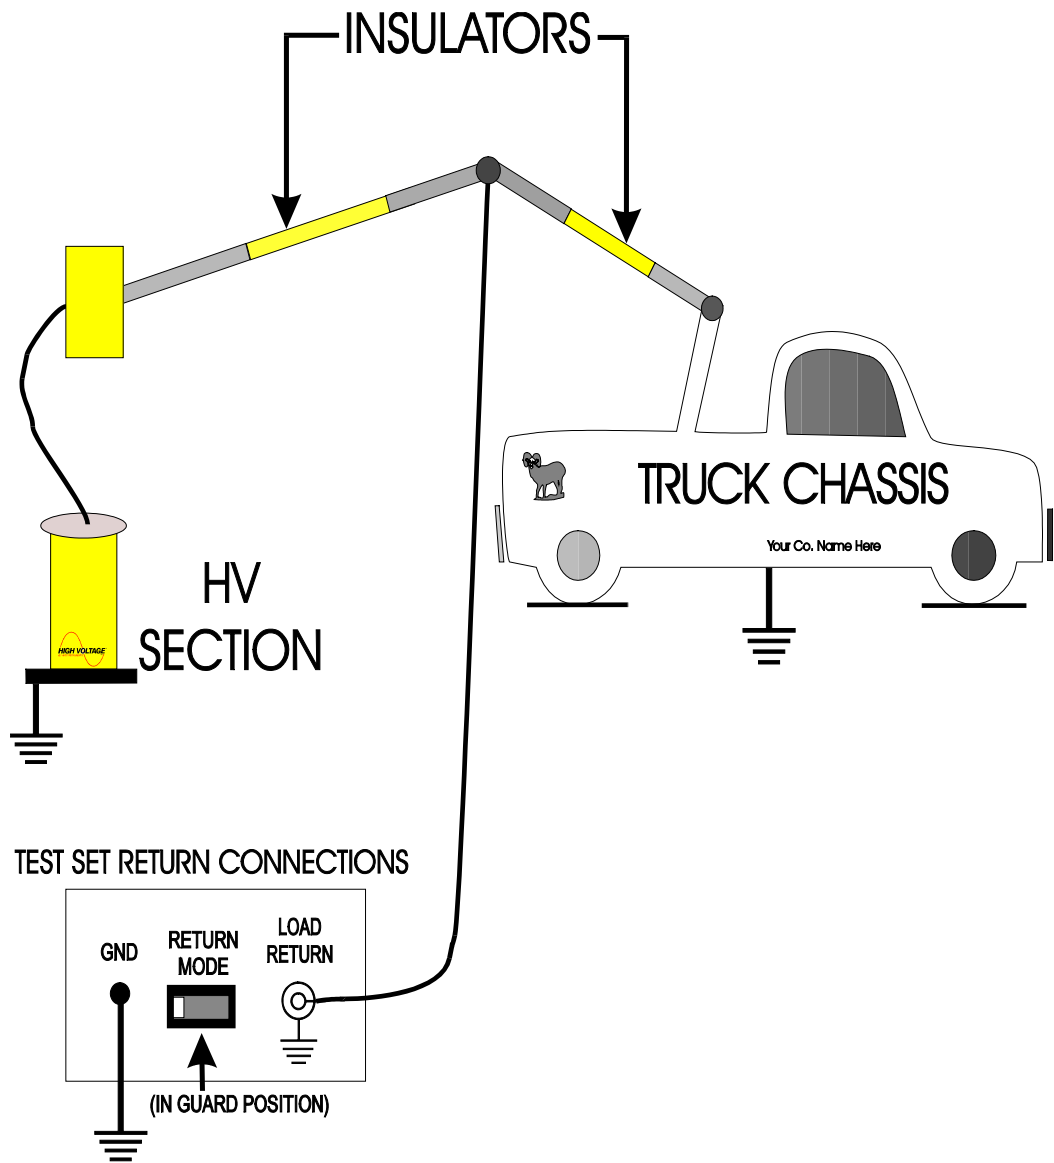 INSULATORS
TRUCK CHASSIS
Your Co. Name Here
HV
SECTION
HIGH VOLTAGE
TEST SET RETURN CONNECTIONS
GND
RETURN
MODE
LOAD
RETURN
(IN GUARD POSITION)